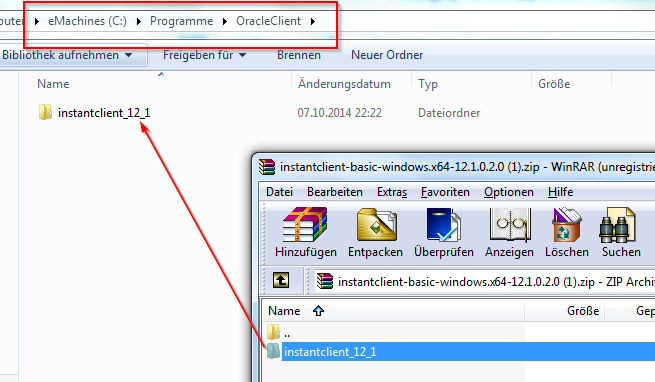 puter ▸ eMachines (C:) ▸ Programme ▸ OracleClient ▸
Bibliothek aufnehmen ▾ Freigeben für ▾ Brennen Neuer Ordner
Name Änderungsdatum Typ Größe
instantclient_12_1 07.10.2014 22:22 Dateiordner
instantclient-basic-windows.x64-12.1.0.2.0 (1).zip - WinRAR (unregistrie
Datei Bearbeiten Extras Favoriten Optionen Hilfe
Hinzufügen Entpacken Überprüfen Anzeigen Löschen Suchen
instantclient-basic-windows.x64-12.1.0.2.0 (1).zip - ZIP Archi
Name Größe Gep
..
instantclient_12_1